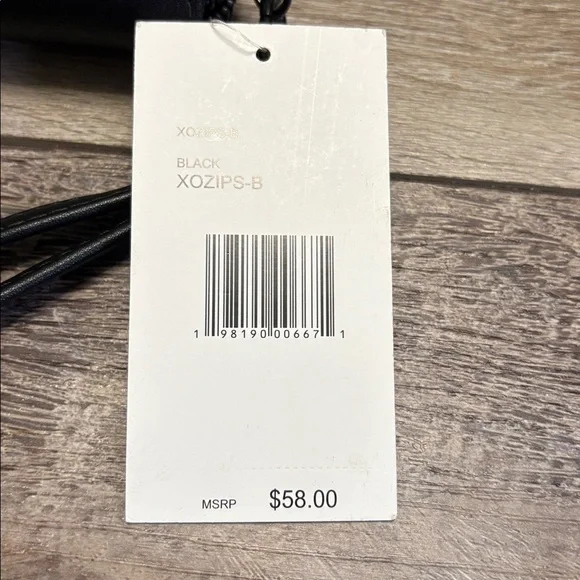 BLACK
XOZIPS-B
1 98190 00667 1
MSRP $58.00